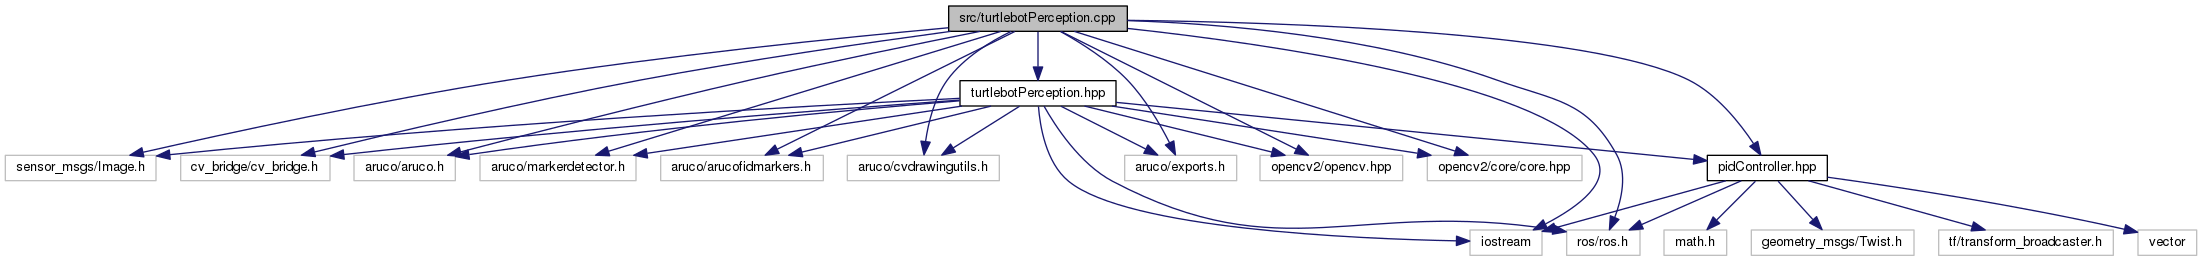 src/turtlebotPerception.cpp
turtlebotPerception.hpp
sensor_msgs/Image.h
cv_bridge/cv_bridge.h
aruco/aruco.h
aruco/markerdetector.h
aruco/arucofidmarkers.h
aruco/cvdrawingutils.h
aruco/exports.h
opencv2/opencv.hpp
opencv2/core/core.hpp
pidController.hpp
iostream
ros/ros.h
math.h
geometry_msgs/Twist.h
tf/transform_broadcaster.h
vector